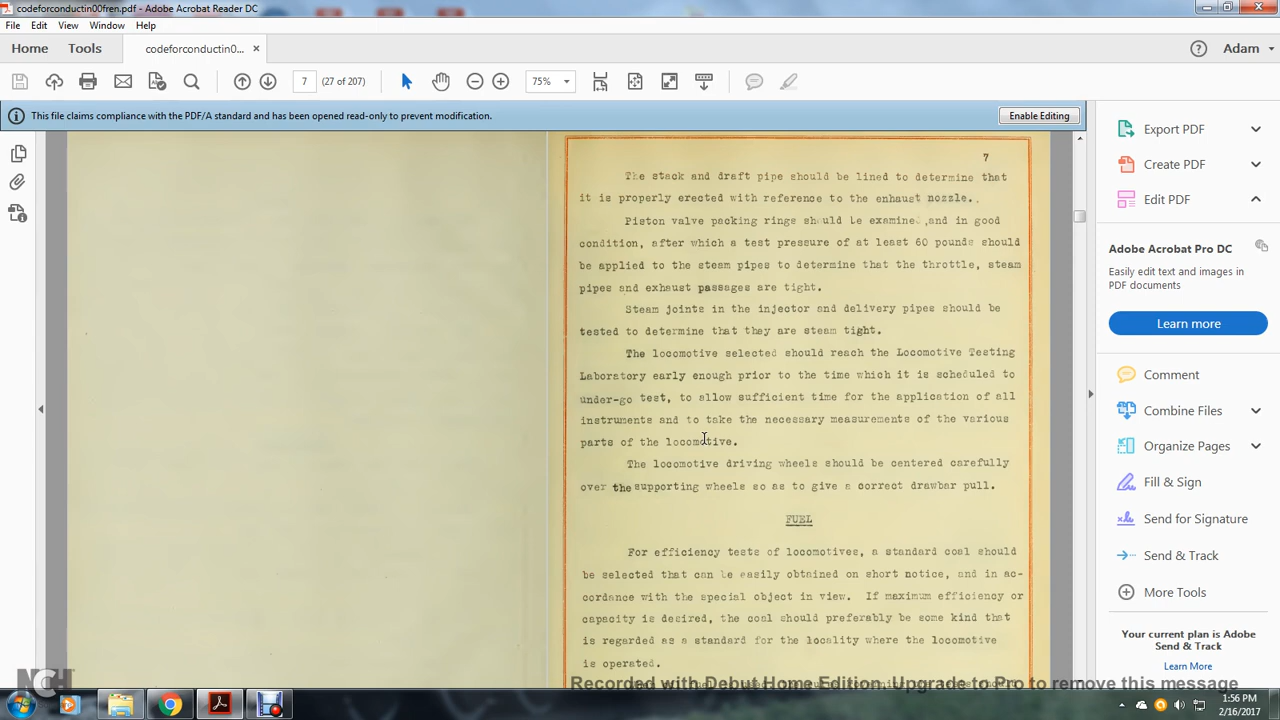 codeforconductin00fren.pdf - Adobe Acrobat Reader DC
File Edit View Window Help
Home Tools codeforconductin0... × Adam
7 (27 of 207) 75%
This file claims compliance with the PDF/A standard and has been opened read-only to prevent modification. Enable Editing
7
The stack and draft pipe should be lined to determine that
it is properly erected with reference to the exhaust nozzle.
Piston valve packing rings should be examined, and in good
condition, after which a test pressure of at least 60 pounds should
be applied to the steam pipes to determine that the throttle, steam
pipes and exhaust passages are tight.
Steam joints in the injector and delivery pipes should be
tested to determine that they are steam tight.
The locomotive selected should reach the Locomotive Testing
Laboratory early enough prior to the time which it is scheduled to
under-go test, to allow sufficient time for the application of all
instruments and to take the necessary measurements of the various
parts of the locomotive.
The locomotive driving wheels should be centered carefully
over the supporting wheels so as to give a correct drawbar pull.
FUEL
For efficiency tests of locomotives, a standard coal should
be selected that can be easily obtained on short notice, and in ac-
cordance with the special object in view. If maximum efficiency or
capacity is desired, the coal should preferably be some kind that
is regarded as a standard for the locality where the locomotive
is operated.
Export PDF
Create PDF
Edit PDF
Adobe Acrobat Pro DC
Easily edit text and images in
PDF documents
Learn more
Comment
Combine Files
Organize Pages
Fill & Sign
Send for Signature
Send & Track
More Tools
Your current plan is Adobe
Send & Track
Learn More
NCH
Recorded with Debut Home Edition. Upgrade to Pro to remove this message
1:56 PM
2/16/2017